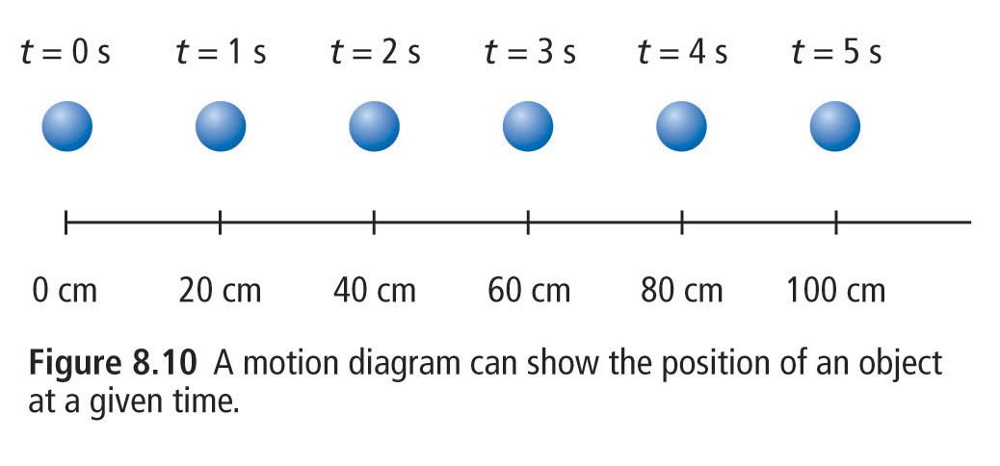 t = 0 s t = 1 s t = 2 s t = 3 s t = 4 s t = 5 s
0 cm 20 cm 40 cm 60 cm 80 cm 100 cm
Figure 8.10 A motion diagram can show the position of an object
at a given time.